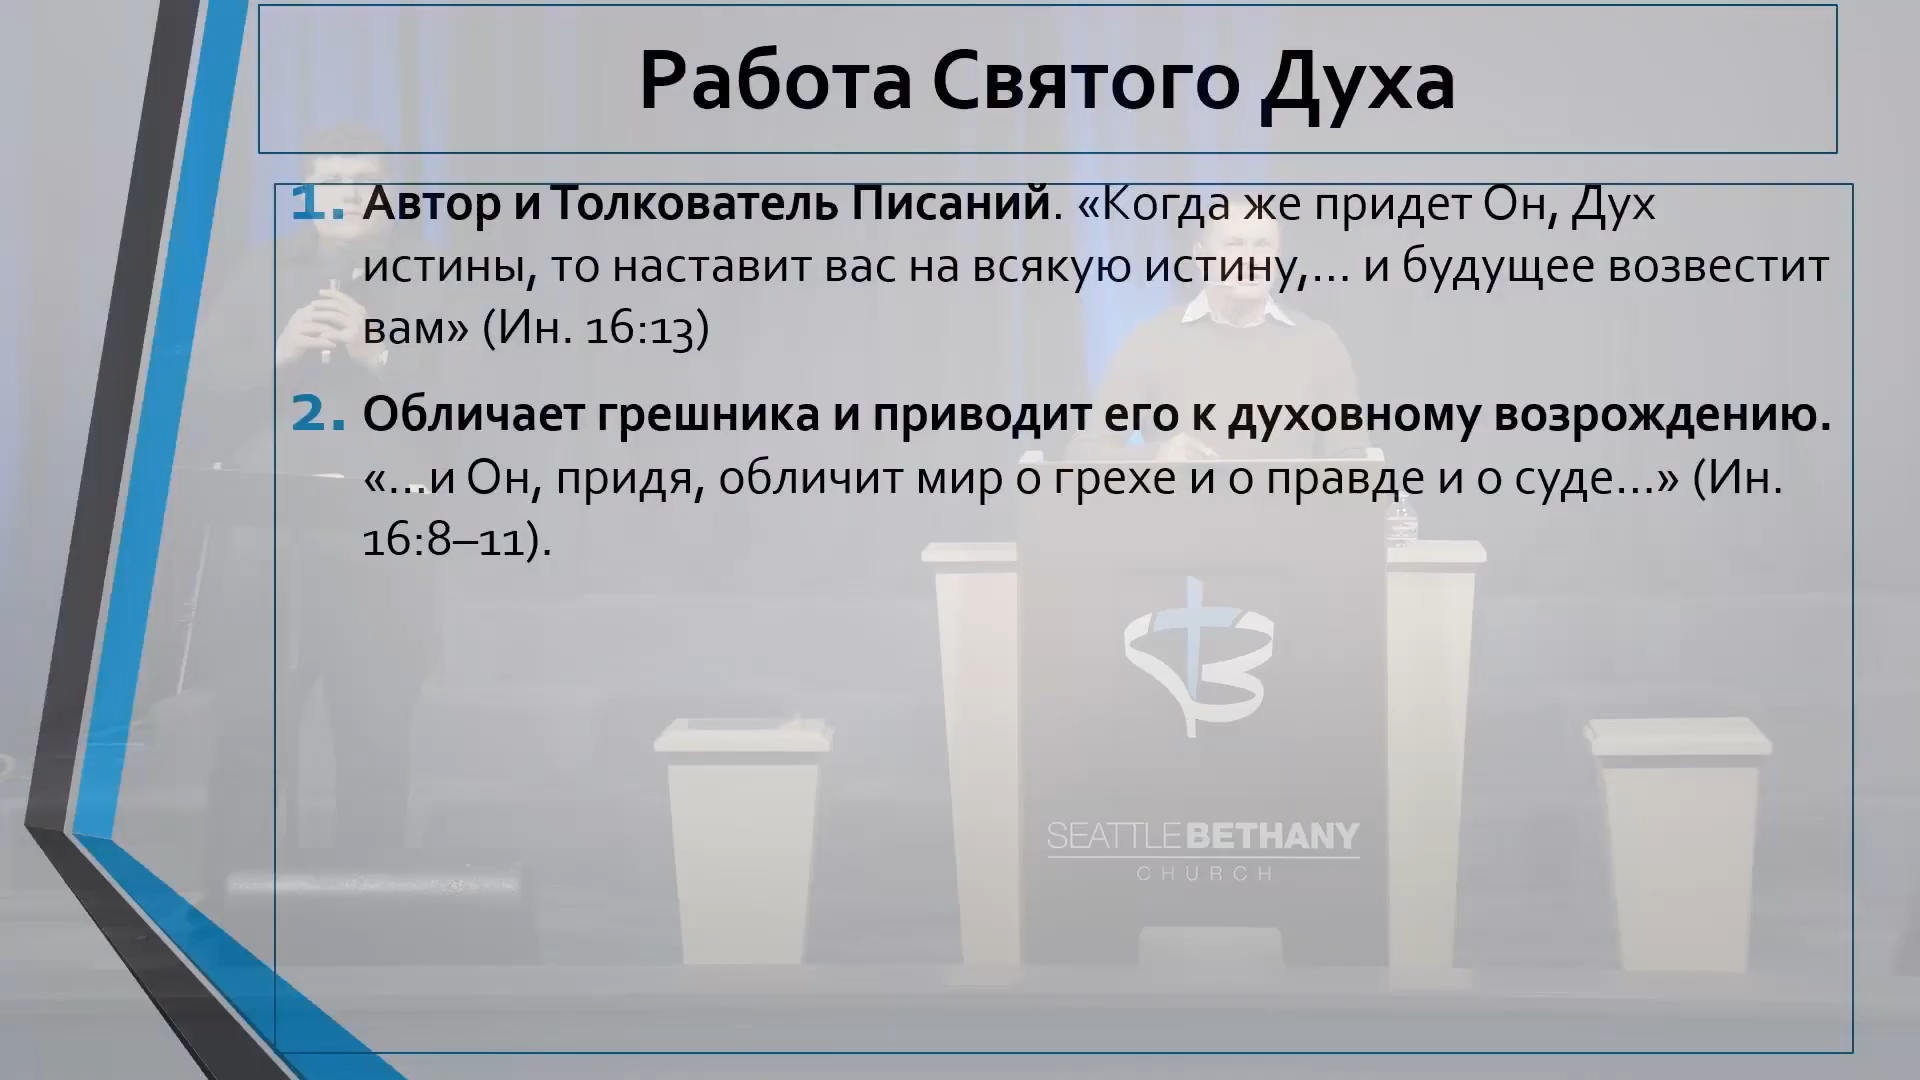 Работа Святого Духа
1. Автор и Толкователь Писаний. «Когда же придет Он, Дух
истины, то наставит вас на всякую истину,… и будущее возвестит
вам» (Ин. 16:13)
2. Обличает грешника и приводит его к духовному возрождению.
«…и Он, придя, обличит мир о грехе и о правде и о суде…» (Ин.
16:8–11).
SEATTLE BETHANY
CHURCH